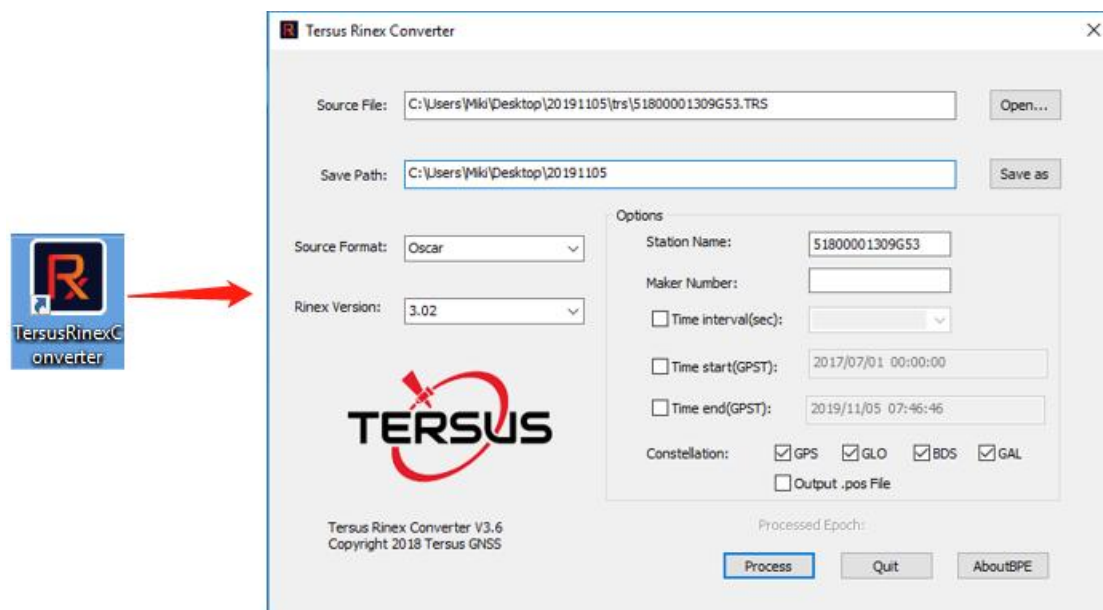 Tersus Rinex Converter
Source File: C:\Users\Miki\Desktop\20191105\trs\51800001309G53.TRS Open...
Save Path: C:\Users\Miki\Desktop\20191105 Save as
Source Format: Oscar
Rinex Version: 3.02
Options
Station Name: 51800001309G53
Maker Number:
Time interval(sec):
Time start(GPST): 2017/07/01 00:00:00
Time end(GPST): 2019/11/05 07:46:46
Constellation: GPS GLO BDS GAL
Output .pos File
TERSUS
Tersus Rinex Converter V3.6
Copyright 2018 Tersus GNSS
Processed Epoch:
Process Quit AboutBPE
Rx
TersusRinexC
onverter